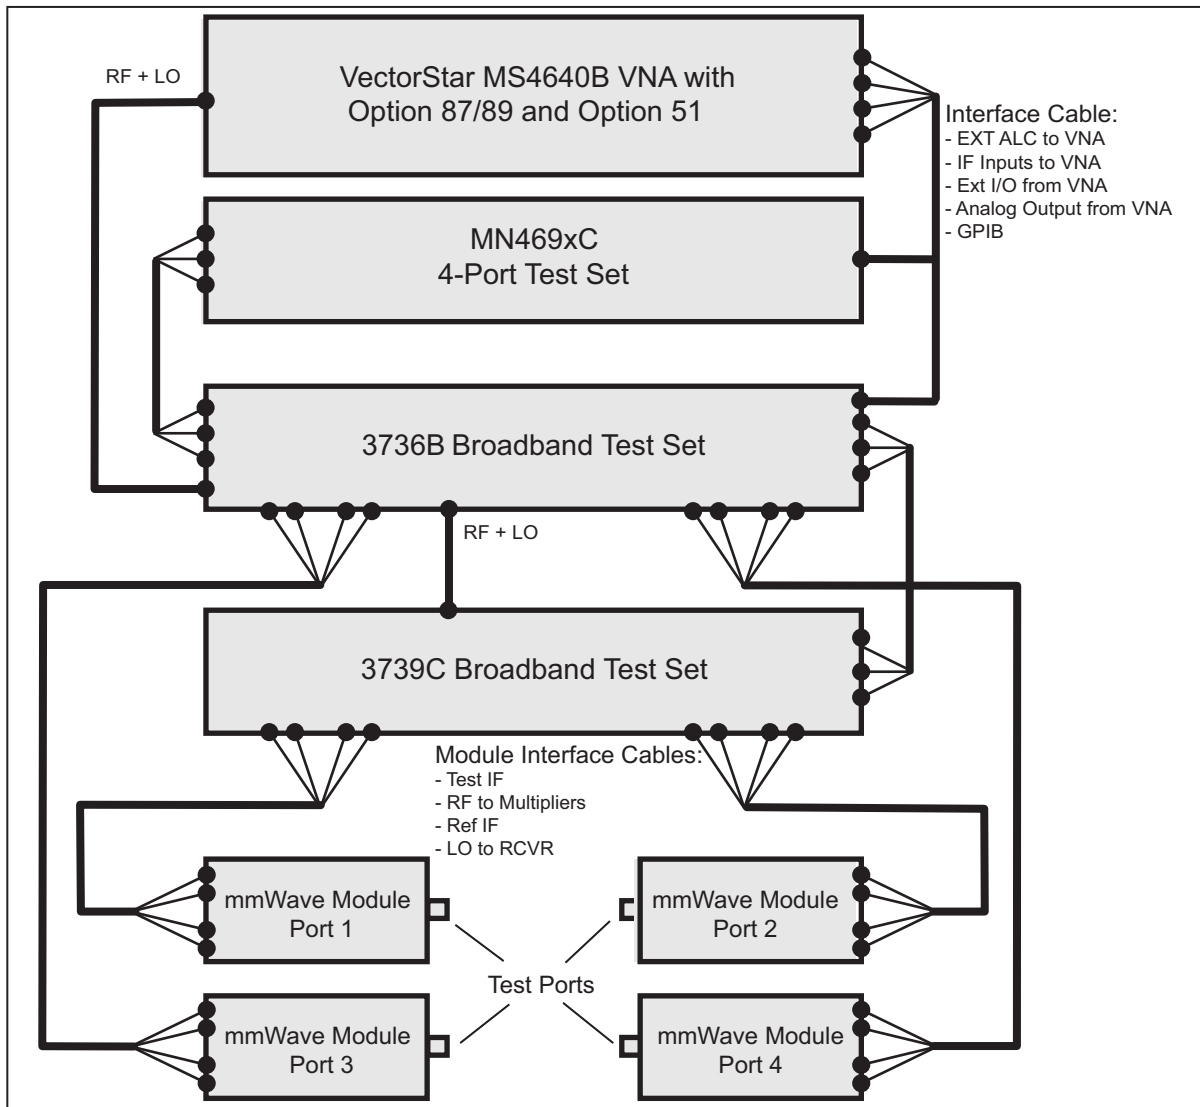 RF + LO
VectorStar MS4640B VNA with
Option 87/89 and Option 51
Interface Cable:
- EXT ALC to VNA
- IF Inputs to VNA
- Ext I/O from VNA
- Analog Output from VNA
- GPIB
MN469xC
4-Port Test Set
3736B Broadband Test Set
RF + LO
3739C Broadband Test Set
Module Interface Cables:
- Test IF
- RF to Multipliers
- Ref IF
- LO to RCVR
mmWave Module
Port 1
mmWave Module
Port 2
Test Ports
mmWave Module
Port 3
mmWave Module
Port 4